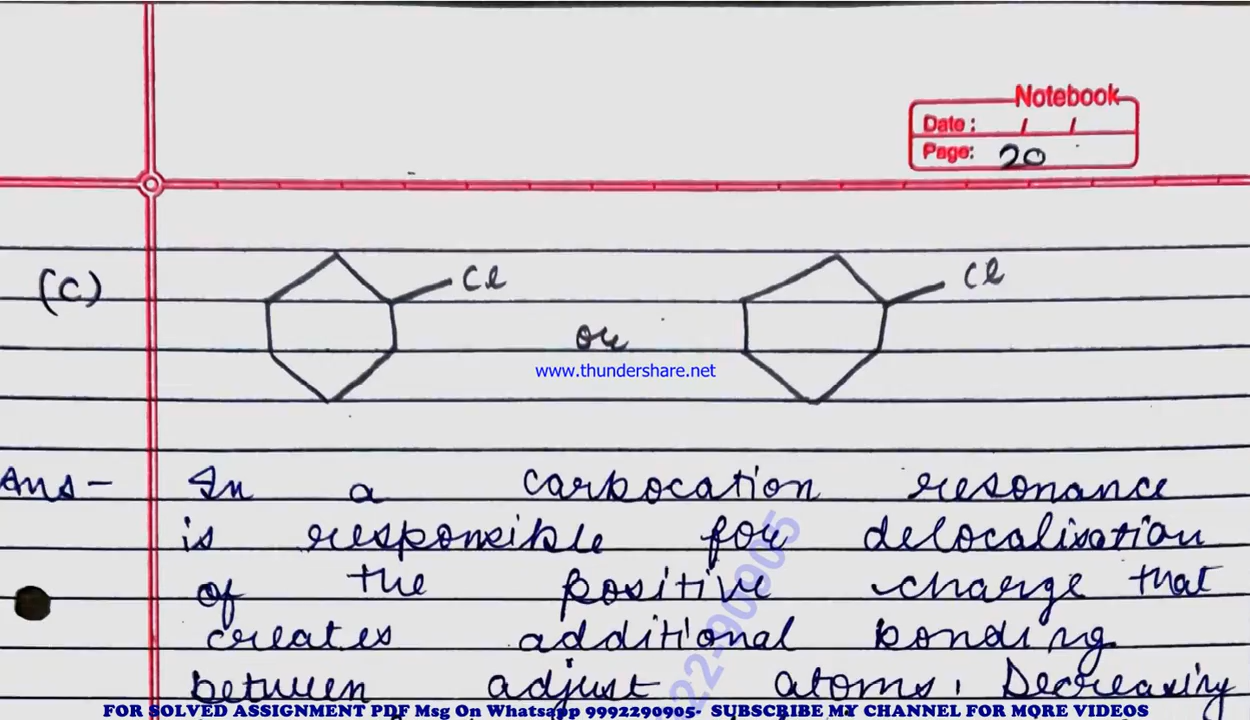 Notebook
Date: / /
Page: 20
(C)
Cl
or
Cl
www.thundershare.net
Ans- In a carbocation resonance
is responsible for delocalisation
of the positive charge that
creates additional bonding
between adjust atoms. Decreasing
FOR SOLVED ASSIGNMENT PDF Msg On Whatsapp 9992290905- SUBSCRIBE MY CHANNEL FOR MORE VIDEOS